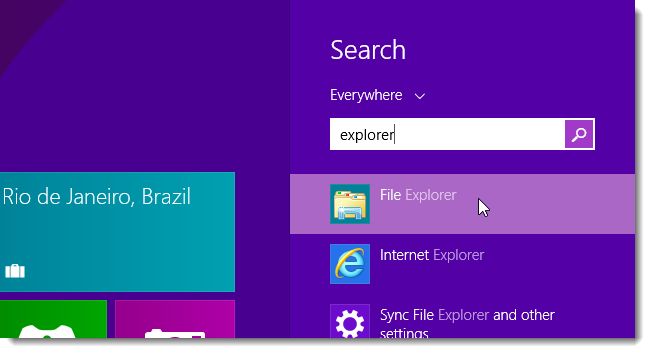 Search
Everywhere
explorer
Rio de Janeiro, Brazil
File Explorer
Internet Explorer
Sync File Explorer and other
settings